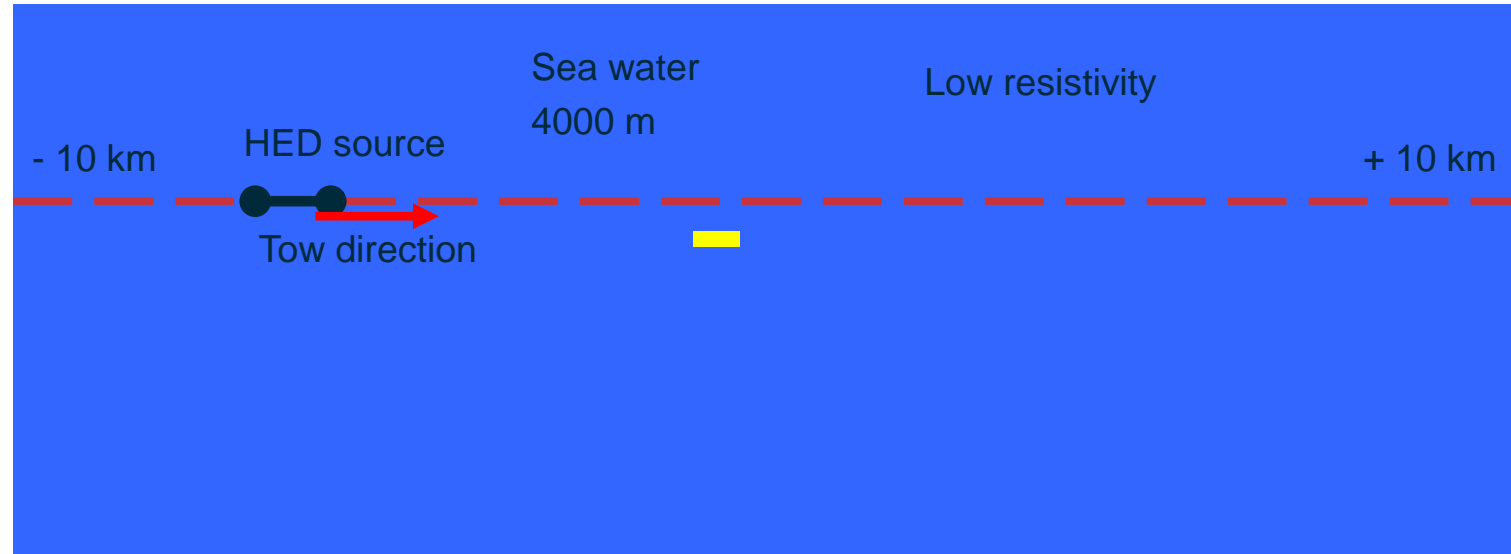 Sea water
4000 m
Low resistivity
- 10 km
HED source
+ 10 km
Tow direction